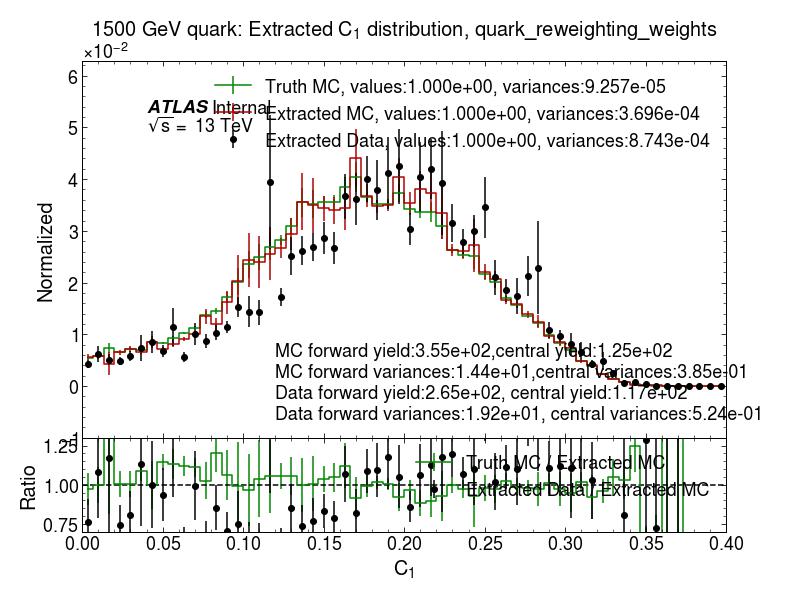 1500 GeV quark: Extracted C₁ distribution, quark_reweighting_weights
×10⁻²
Truth MC, values:1.000e+00, variances:9.257e-05
ATLAS Internal
Extracted MC, values:1.000e+00, variances:3.696e-04
√s = 13 TeV
Extracted Data, values:1.000e+00, variances:8.743e-04
6
5
4
3
2
1
0
-1
Normalized
MC forward yield:3.55e+02,central yield:1.25e+02
MC forward variances:1.44e+01,central variances:3.85e-01
Data forward yield:2.65e+02, central yield:1.17e+02
Data forward variances:1.92e+01, central variances:5.24e-01
1.25
1.00
0.75
Ratio
Truth MC / Extracted MC
Extracted Data / Extracted MC
0.00 0.05 0.10 0.15 0.20 0.25 0.30 0.35 0.40
C₁